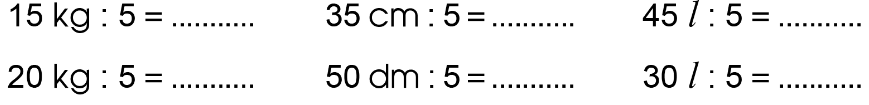 15 kg : 5 = ........... 35 cm : 5 = ........... 45 l : 5 = ...........
20 kg : 5 = ........... 50 dm : 5 = ........... 30 l : 5 = ...........